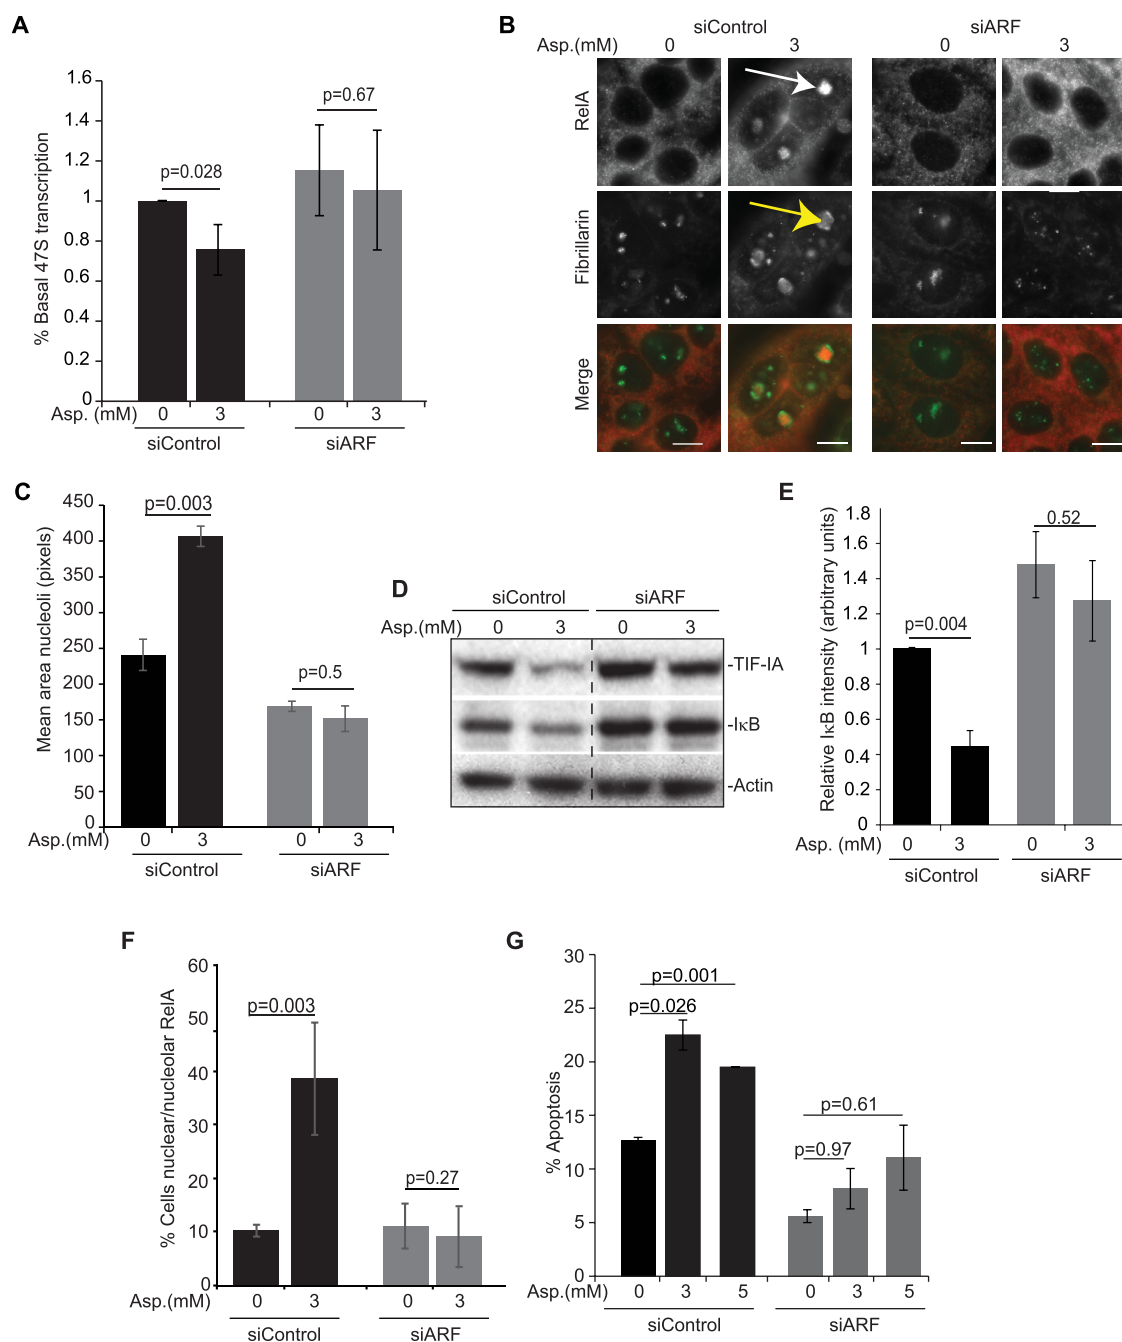 A
% Basal 47S transcription
1.6
1.4
1.2
1
0.8
0.6
0.4
0.2
0
p=0.028
p=0.67
Asp. (mM) 0 3 0 3
siControl siARF
B
siControl siARF
Asp.(mM) 0 3 0 3
RelA
Fibrillarin
Merge
C
Mean area nucleoli (pixels)
450
400
350
300
250
200
150
100
50
0
p=0.003
p=0.5
Asp.(mM) 0 3 0 3
siControl siARF
D
siControl siARF
Asp.(mM) 0 3 0 3
-TIF-IA
-IκB
-Actin
E
Relative IκB intensity (arbitrary units)
1.8
1.6
1.4
1.2
1
0.8
0.6
0.4
0.2
0
p=0.004
0.52
Asp. (mM) 0 3 0 3
siControl siARF
F
% Cells nuclear/nucleolar RelA
60
50
40
30
20
10
0
p=0.003
p=0.27
Asp.(mM) 0 3 0 3
siControl siARF
G
% Apoptosis
30
25
20
15
10
5
0
p=0.001
p=0.026
p=0.61
p=0.97
Asp.(mM) 0 3 5 0 3 5
siControl siARF